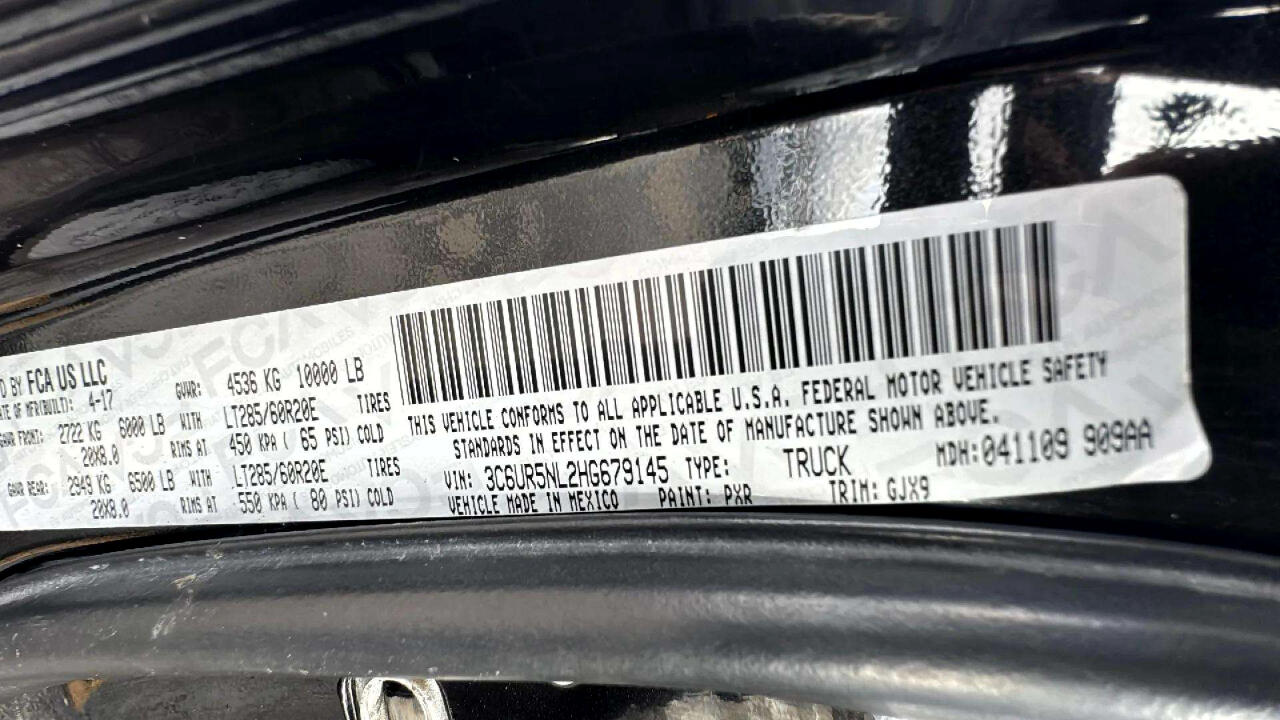 D BY FCA US LLC
DATE OF MFR(BUILT): 4-17 GVWR: 4536 KG 10000 LB
GAWR FRONT: 2722 KG 6000 LB WITH LT285/60R20E TIRES
20X8.0 RIMS AT 450 KPA ( 65 PSI) COLD
GAWR REAR: 2949 KG 6500 LB WITH LT285/60R20E TIRES
20X8.0 RIMS AT 550 KPA ( 80 PSI) COLD
THIS VEHICLE CONFORMS TO ALL APPLICABLE U.S.A. FEDERAL MOTOR VEHICLE SAFETY
STANDARDS IN EFFECT ON THE DATE OF MANUFACTURE SHOWN ABOVE.
VIN: 3C6UR5NL2HG679145 TYPE: TRUCK MDH:041109 909AA
VEHICLE MADE IN MEXICO PAINT: PXR TRIM: GJX9